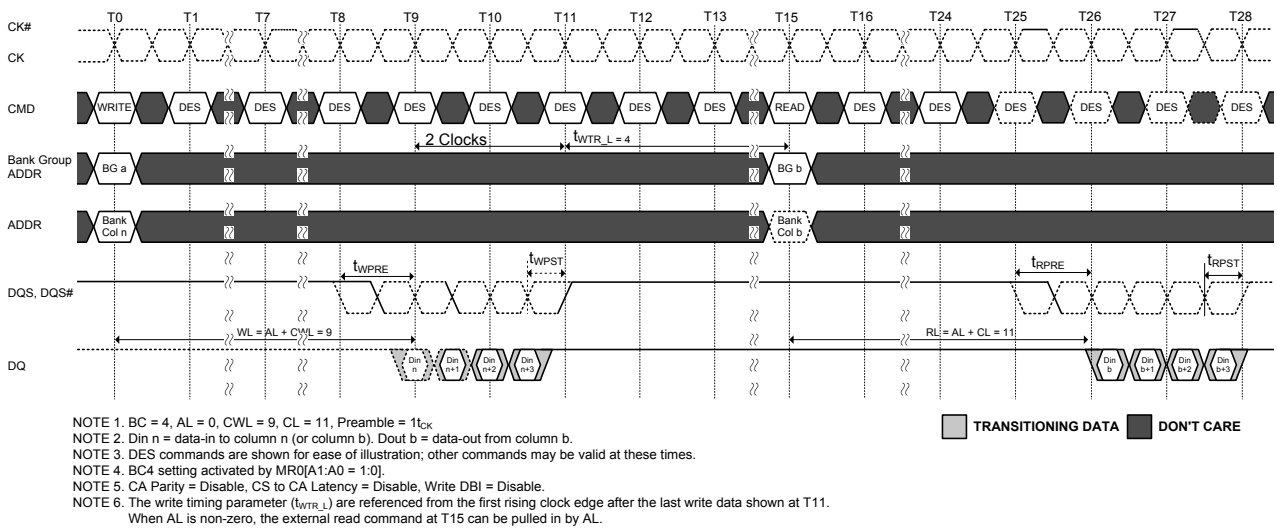 T0 T1 T7 T8 T9 T10 T11 T12 T13 T15 T16 T24 T25 T26 T27 T28
CK#
CK
CMD WRITE DES DES DES DES DES DES DES DES READ DES DES DES DES DES DES
2 Clocks tWTR_L = 4
Bank Group
ADDR
BG a BG b
ADDR
Bank
Col n
Bank
Col b
tWPRE tWPST tRPRE tRPST
DQS, DQS#
WL = AL + CWL = 9 RL = AL + CL = 11
DQ
Din
n
Din
n+1
Din
n+2
Din
n+3
Din
b
Din
b+1
Din
b+2
Din
b+3
NOTE 1. BC = 4, AL = 0, CWL = 9, CL = 11, Preamble = 1tCK
NOTE 2. Din n = data-in to column n (or column b). Dout b = data-out from column b.
NOTE 3. DES commands are shown for ease of illustration; other commands may be valid at these times.
NOTE 4. BC4 setting activated by MR0[A1:A0 = 1:0].
NOTE 5. CA Parity = Disable, CS to CA Latency = Disable, Write DBI = Disable.
NOTE 6. The write timing parameter (tWTR_L) are referenced from the first rising clock edge after the last write data shown at T11.
When AL is non-zero, the external read command at T15 can be pulled in by AL.
TRANSITIONING DATA DON'T CARE